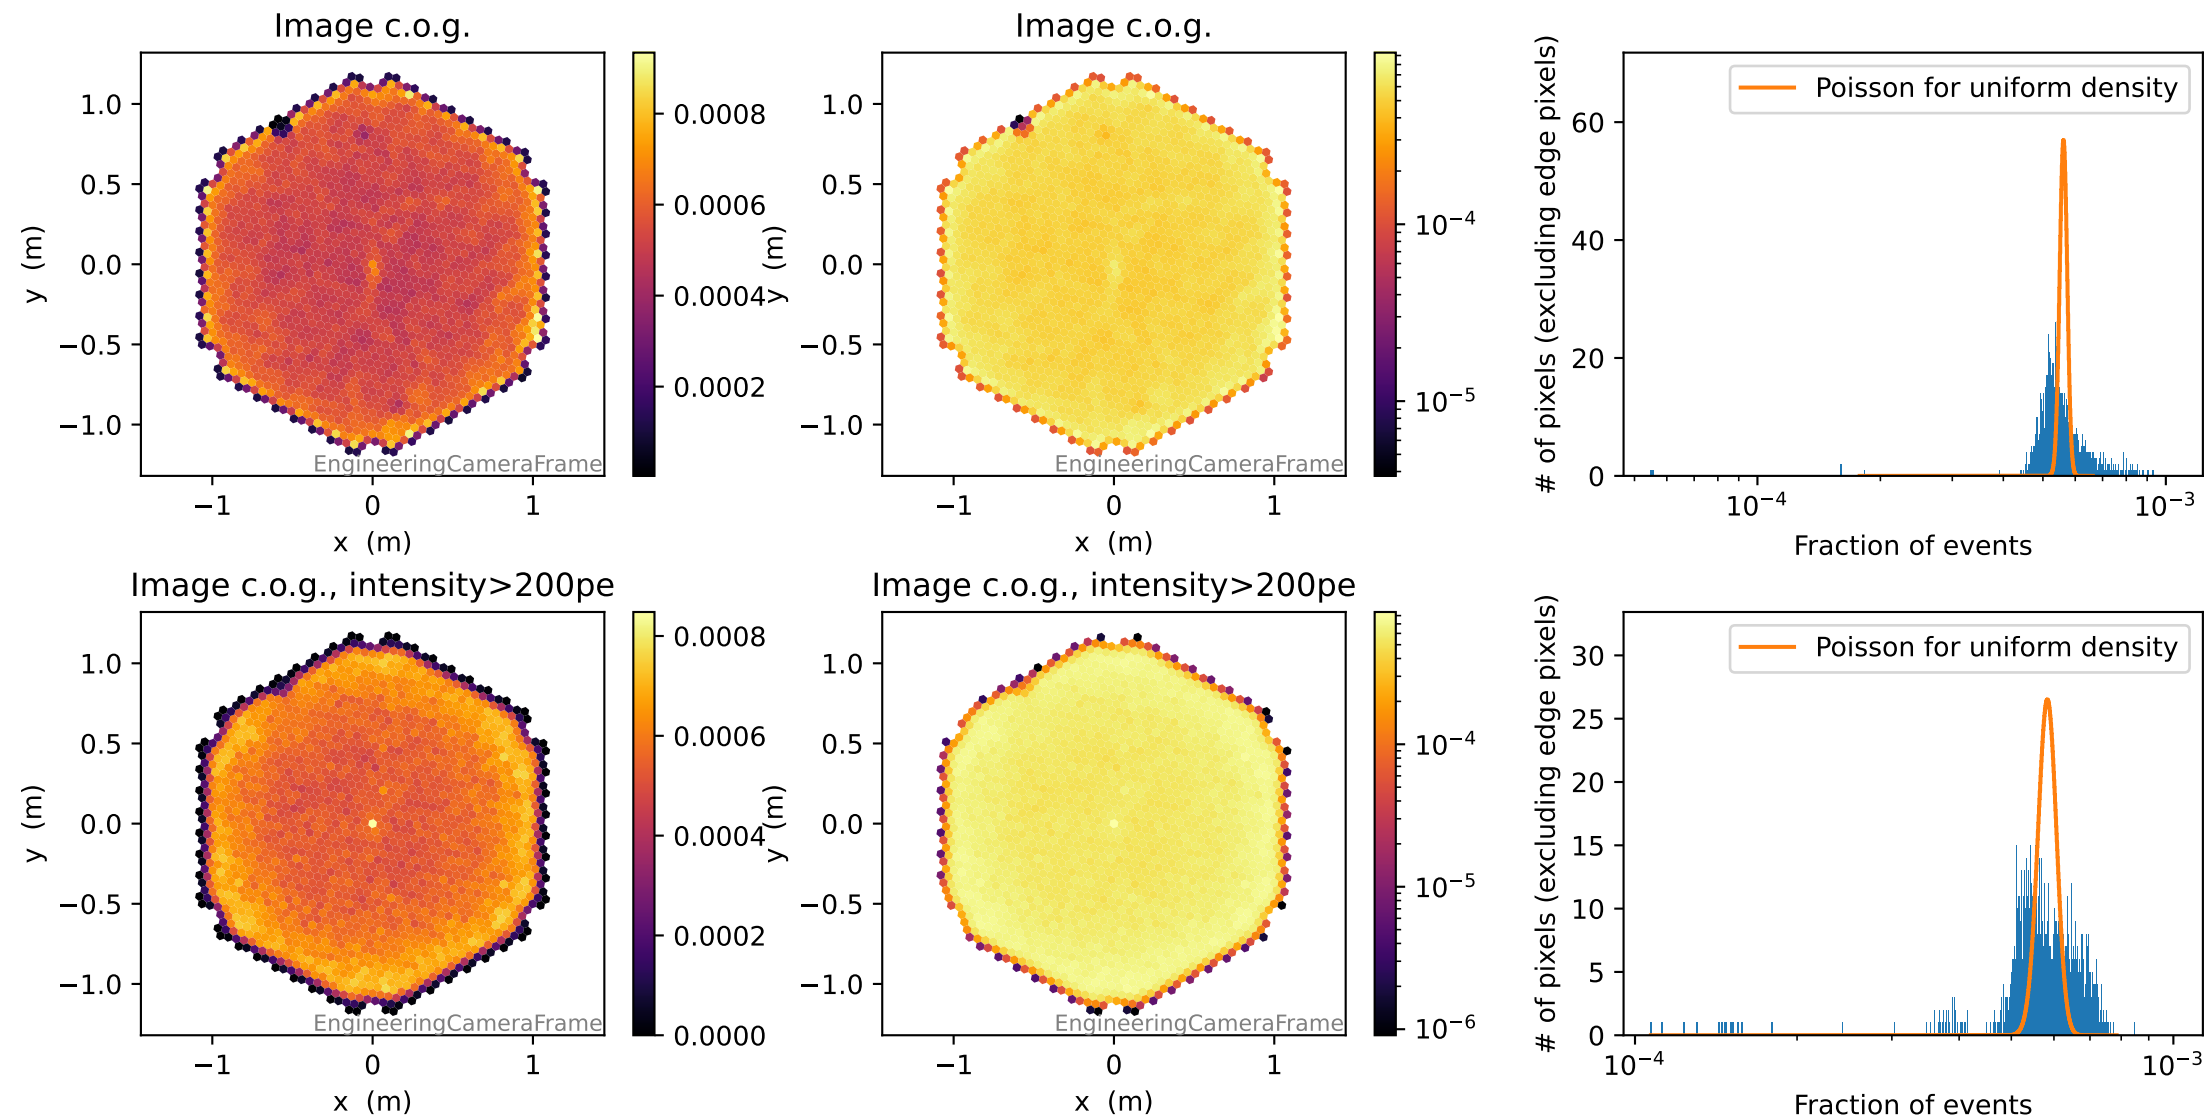 Image c.o.g.
y (m)
1.0
0.5
0.0
−0.5
−1.0
−1
0
1
x (m)
EngineeringCameraFrame
0.0008
0.0006
0.0004
0.0002
Image c.o.g.
y (m)
1.0
0.5
0.0
−0.5
−1.0
−1
0
1
x (m)
EngineeringCameraFrame
10⁻⁴
10⁻⁵
# of pixels (excluding edge pixels)
60
40
20
0
Poisson for uniform density
10⁻⁴
10⁻³
Fraction of events
Image c.o.g., intensity>200pe
y (m)
1.0
0.5
0.0
−0.5
−1.0
−1
0
1
x (m)
EngineeringCameraFrame
0.0008
0.0006
0.0004
0.0002
0.0000
Image c.o.g., intensity>200pe
y (m)
1.0
0.5
0.0
−0.5
−1.0
−1
0
1
x (m)
EngineeringCameraFrame
10⁻⁴
10⁻⁵
10⁻⁶
# of pixels (excluding edge pixels)
30
25
20
15
10
5
0
Poisson for uniform density
10⁻⁴
10⁻³
Fraction of events